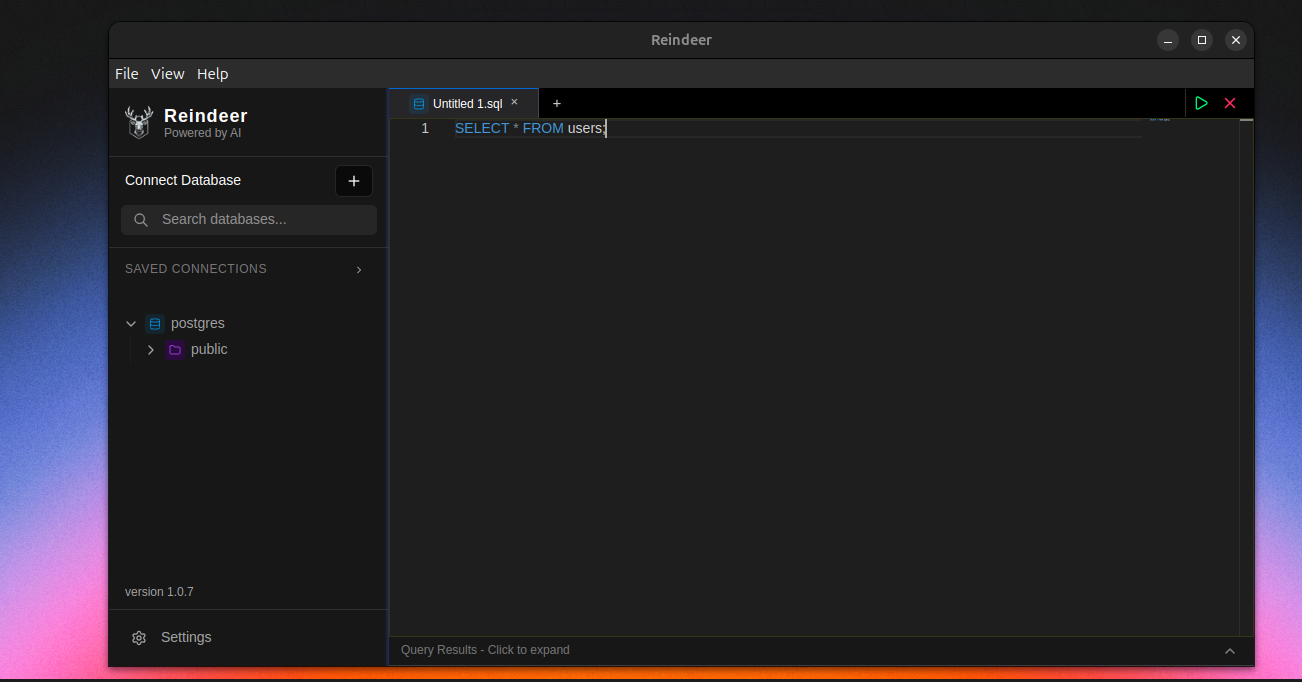 Reindeer
File View Help
Reindeer
Powered by AI
Connect Database
+
Search databases...
SAVED CONNECTIONS
postgres
public
version 1.0.7
Settings
Untitled 1.sql × +
1 SELECT * FROM users;
Query Results - Click to expand